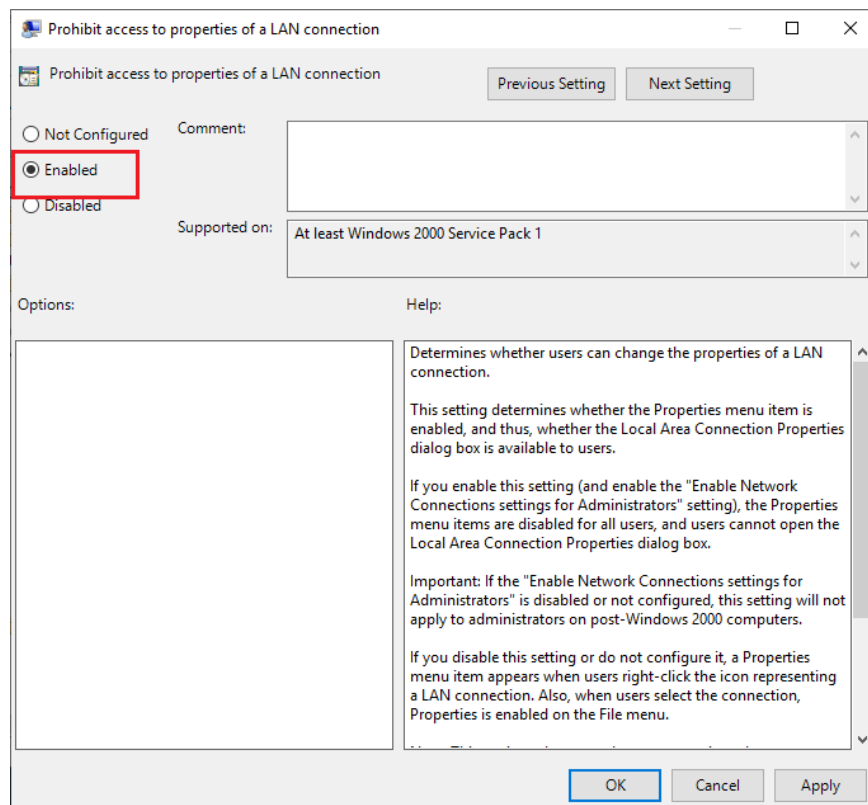 Prohibit access to properties of a LAN connection
Prohibit access to properties of a LAN connection
Previous Setting
Next Setting
Not Configured
Enabled
Disabled
Comment:
Supported on:
At least Windows 2000 Service Pack 1
Options:
Help:
Determines whether users can change the properties of a LAN
connection.
This setting determines whether the Properties menu item is
enabled, and thus, whether the Local Area Connection Properties
dialog box is available to users.
If you enable this setting (and enable the "Enable Network
Connections settings for Administrators" setting), the Properties
menu items are disabled for all users, and users cannot open the
Local Area Connection Properties dialog box.
Important: If the "Enable Network Connections settings for
Administrators" is disabled or not configured, this setting will not
apply to administrators on post-Windows 2000 computers.
If you disable this setting or do not configure it, a Properties
menu item appears when users right-click the icon representing
a LAN connection. Also, when users select the connection,
Properties is enabled on the File menu.
OK
Cancel
Apply